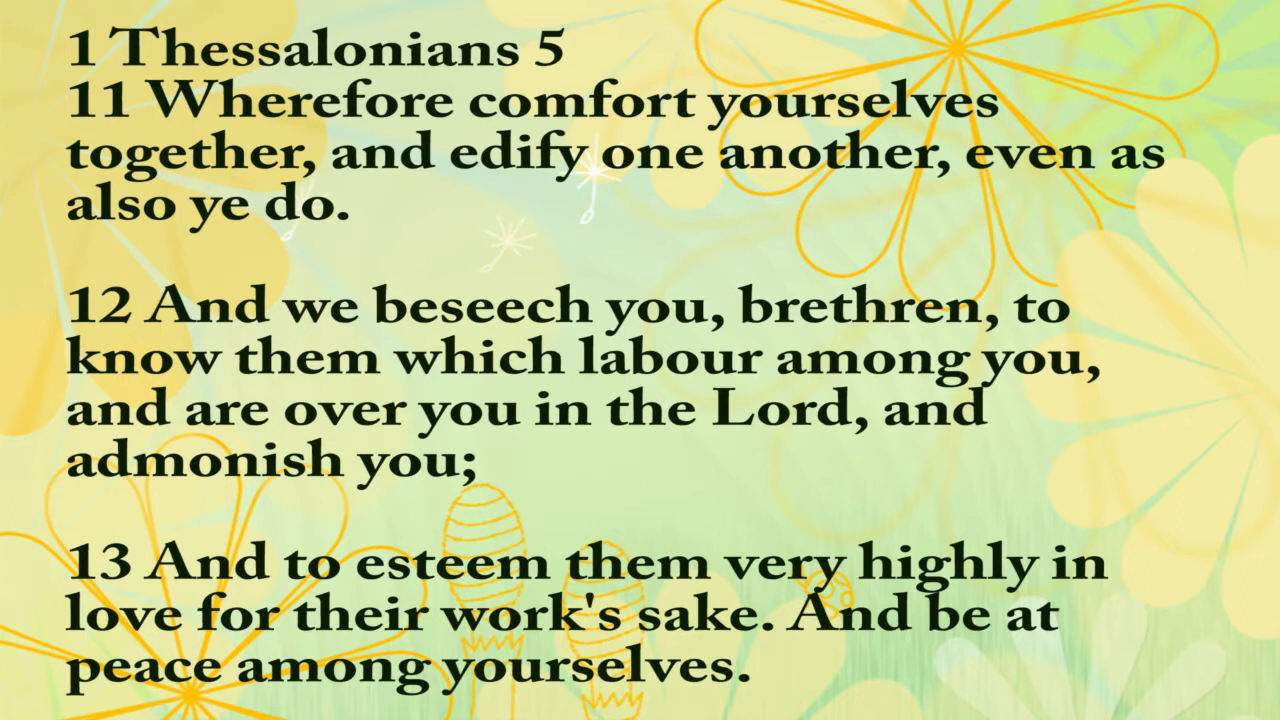 1 Thessalonians 5
11 Wherefore comfort yourselves
together, and edify one another, even as
also ye do.
12 And we beseech you, brethren, to
know them which labour among you,
and are over you in the Lord, and
admonish you;
13 And to esteem them very highly in
love for their work's sake. And be at
peace among yourselves.